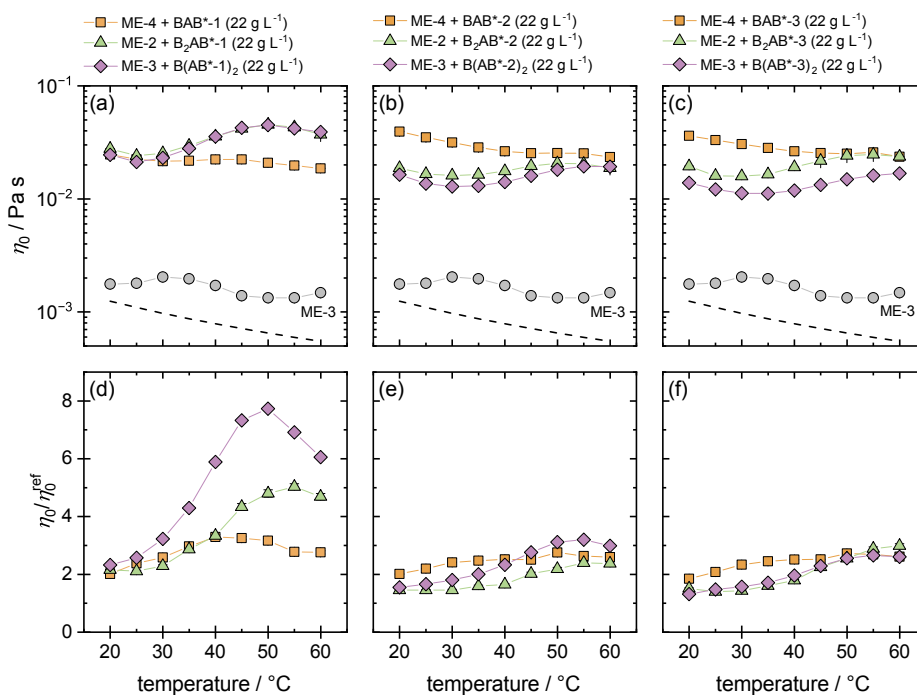 ME-4 + BAB*-1 (22 g L⁻¹)
ME-2 + B₂AB*-1 (22 g L⁻¹)
ME-3 + B(AB*-1)₂ (22 g L⁻¹)
ME-4 + BAB*-2 (22 g L⁻¹)
ME-2 + B₂AB*-2 (22 g L⁻¹)
ME-3 + B(AB*-2)₂ (22 g L⁻¹)
ME-4 + BAB*-3 (22 g L⁻¹)
ME-2 + B₂AB*-3 (22 g L⁻¹)
ME-3 + B(AB*-3)₂ (22 g L⁻¹)
η₀ / Pa s
10⁻¹
10⁻²
10⁻³
(a)
ME-3
(b)
ME-3
(c)
ME-3
η₀/η₀ʳᵉᶠ
8
6
4
2
0
(d)
(e)
(f)
20 30 40 50 60
20 30 40 50 60
20 30 40 50 60
temperature / °C
temperature / °C
temperature / °C